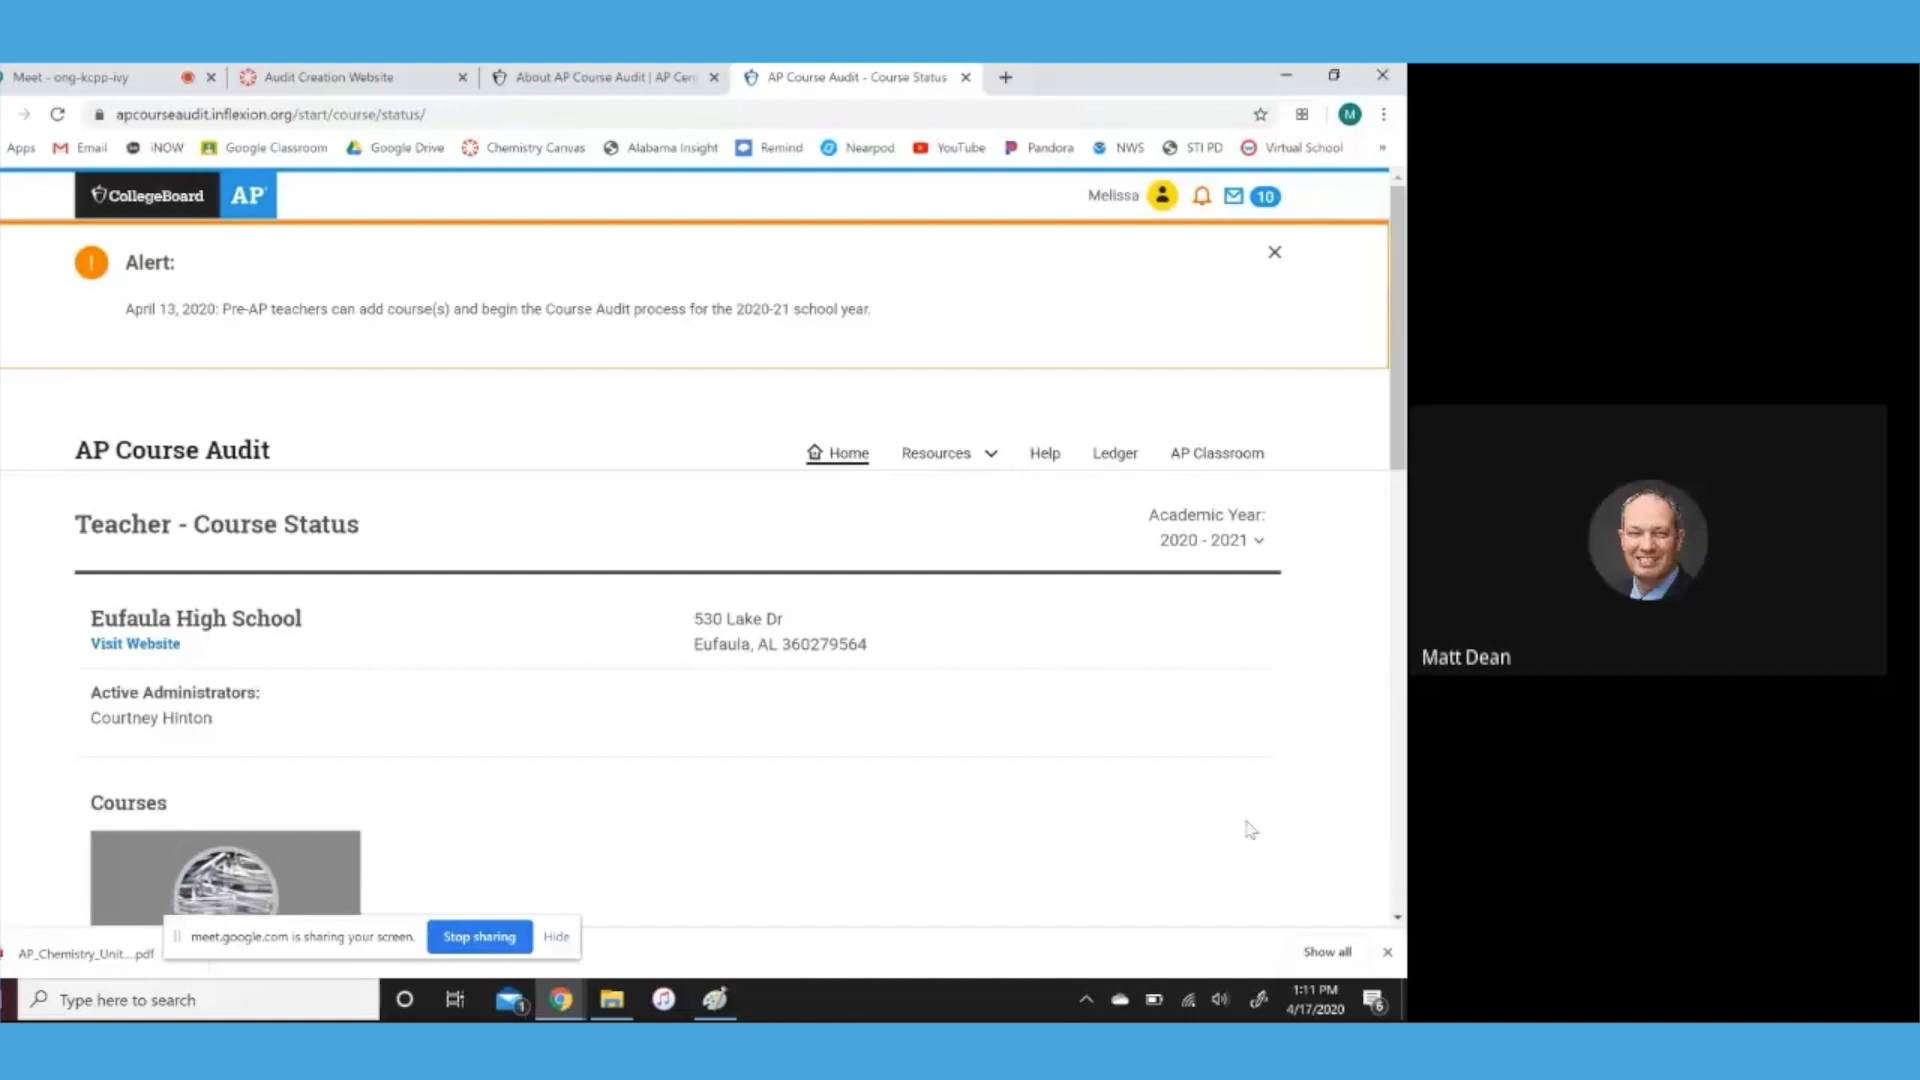 Meet - ong-kcpp-ivy
Audit Creation Website
About AP Course Audit | AP Cen
AP Course Audit - Course Status
apcourseaudit.inflexion.org/start/course/status/
M
Apps
Email
iNOW
Google Classroom
Google Drive
Chemistry Canvas
Alabama Insight
Remind
Nearpod
YouTube
Pandora
NWS
STI PD
Virtual School
»
CollegeBoard AP
Melissa
10
! Alert:
April 13, 2020: Pre-AP teachers can add course(s) and begin the Course Audit process for the 2020-21 school year.
AP Course Audit
Home
Resources
Help
Ledger
AP Classroom
Teacher - Course Status
Academic Year:
2020 - 2021
Eufaula High School
Visit Website
530 Lake Dr
Eufaula, AL 360279564
Active Administrators:
Courtney Hinton
Courses
meet.google.com is sharing your screen.
Stop sharing
Hide
AP_Chemistry_Unit....pdf
Show all
Type here to search
1
1:11 PM
4/17/2020
6
Matt Dean